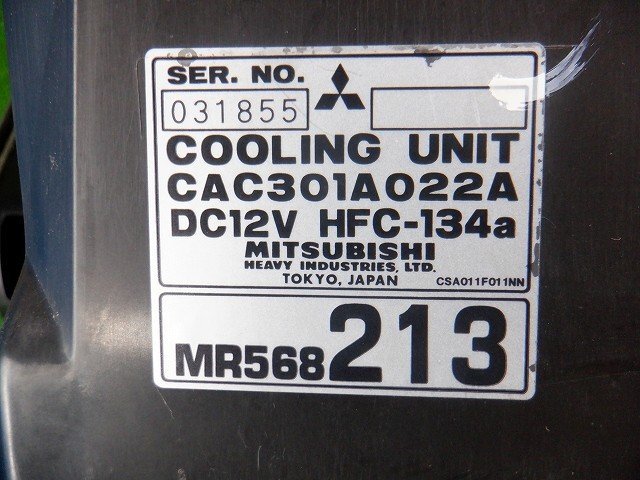 SER. NO.
031855
COOLING UNIT
CAC301A022A
DC12V HFC-134a
MITSUBISHI
HEAVY INDUSTRIES, LTD.
TOKYO, JAPAN CSA011F011NN
MR568213